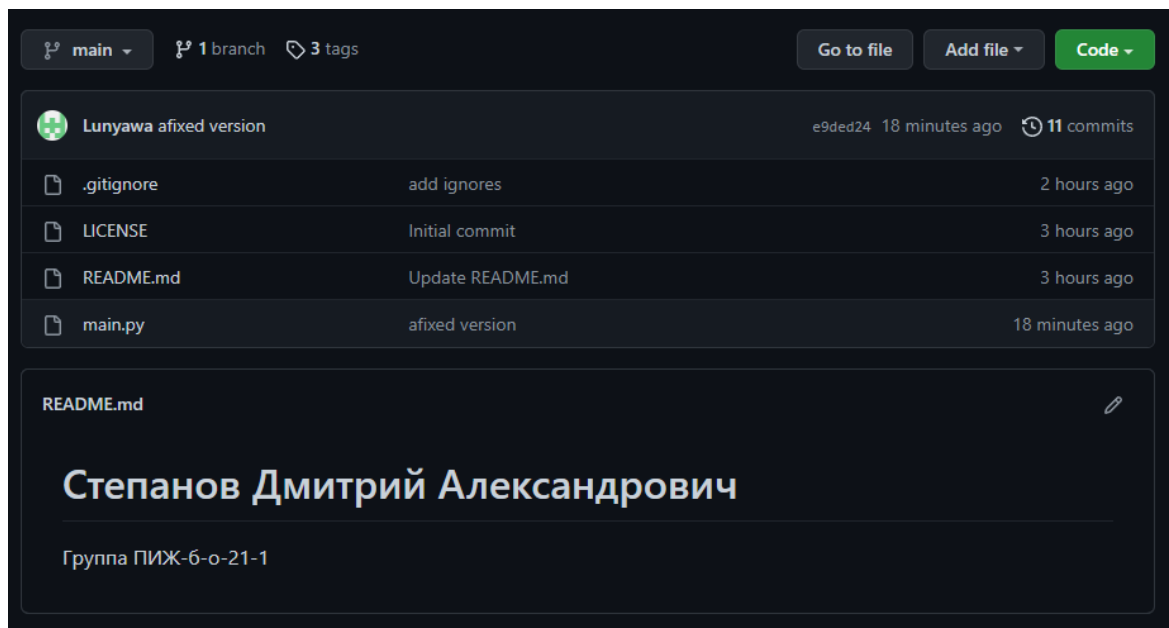 main 1 branch 3 tags Go to file Add file Code
Lunyawa afixed version e9ded24 18 minutes ago 11 commits
.gitignore add ignores 2 hours ago
LICENSE Initial commit 3 hours ago
README.md Update README.md 3 hours ago
main.py afixed version 18 minutes ago
README.md
Степанов Дмитрий Александрович
Группа ПИЖ-б-о-21-1